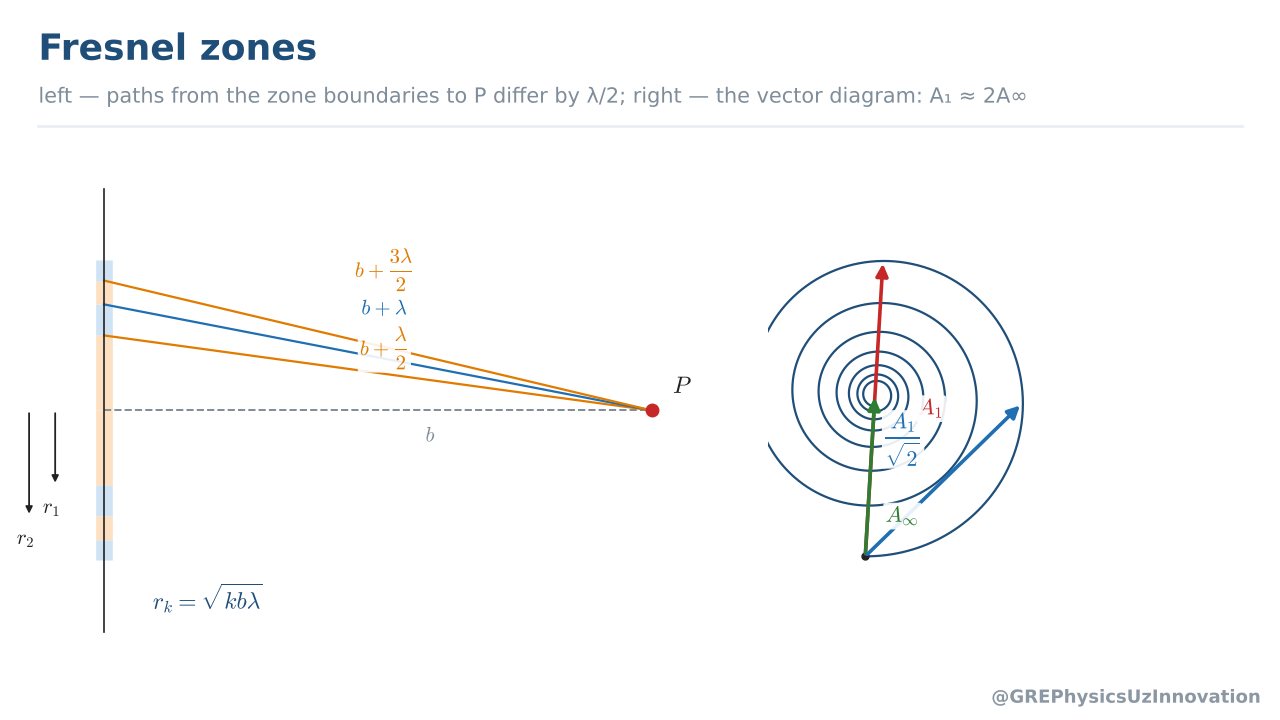 Fresnel zones
left — paths from the zone boundaries to P differ by λ/2; right — the vector diagram: A₁ ≈ 2A∞
b + 3λ/2
b + λ
b + λ/2
P
b
r₁
r₂
r_k = √(kbλ)
A₁
A₁/√2
A∞
@GREPhysicsUzInnovation